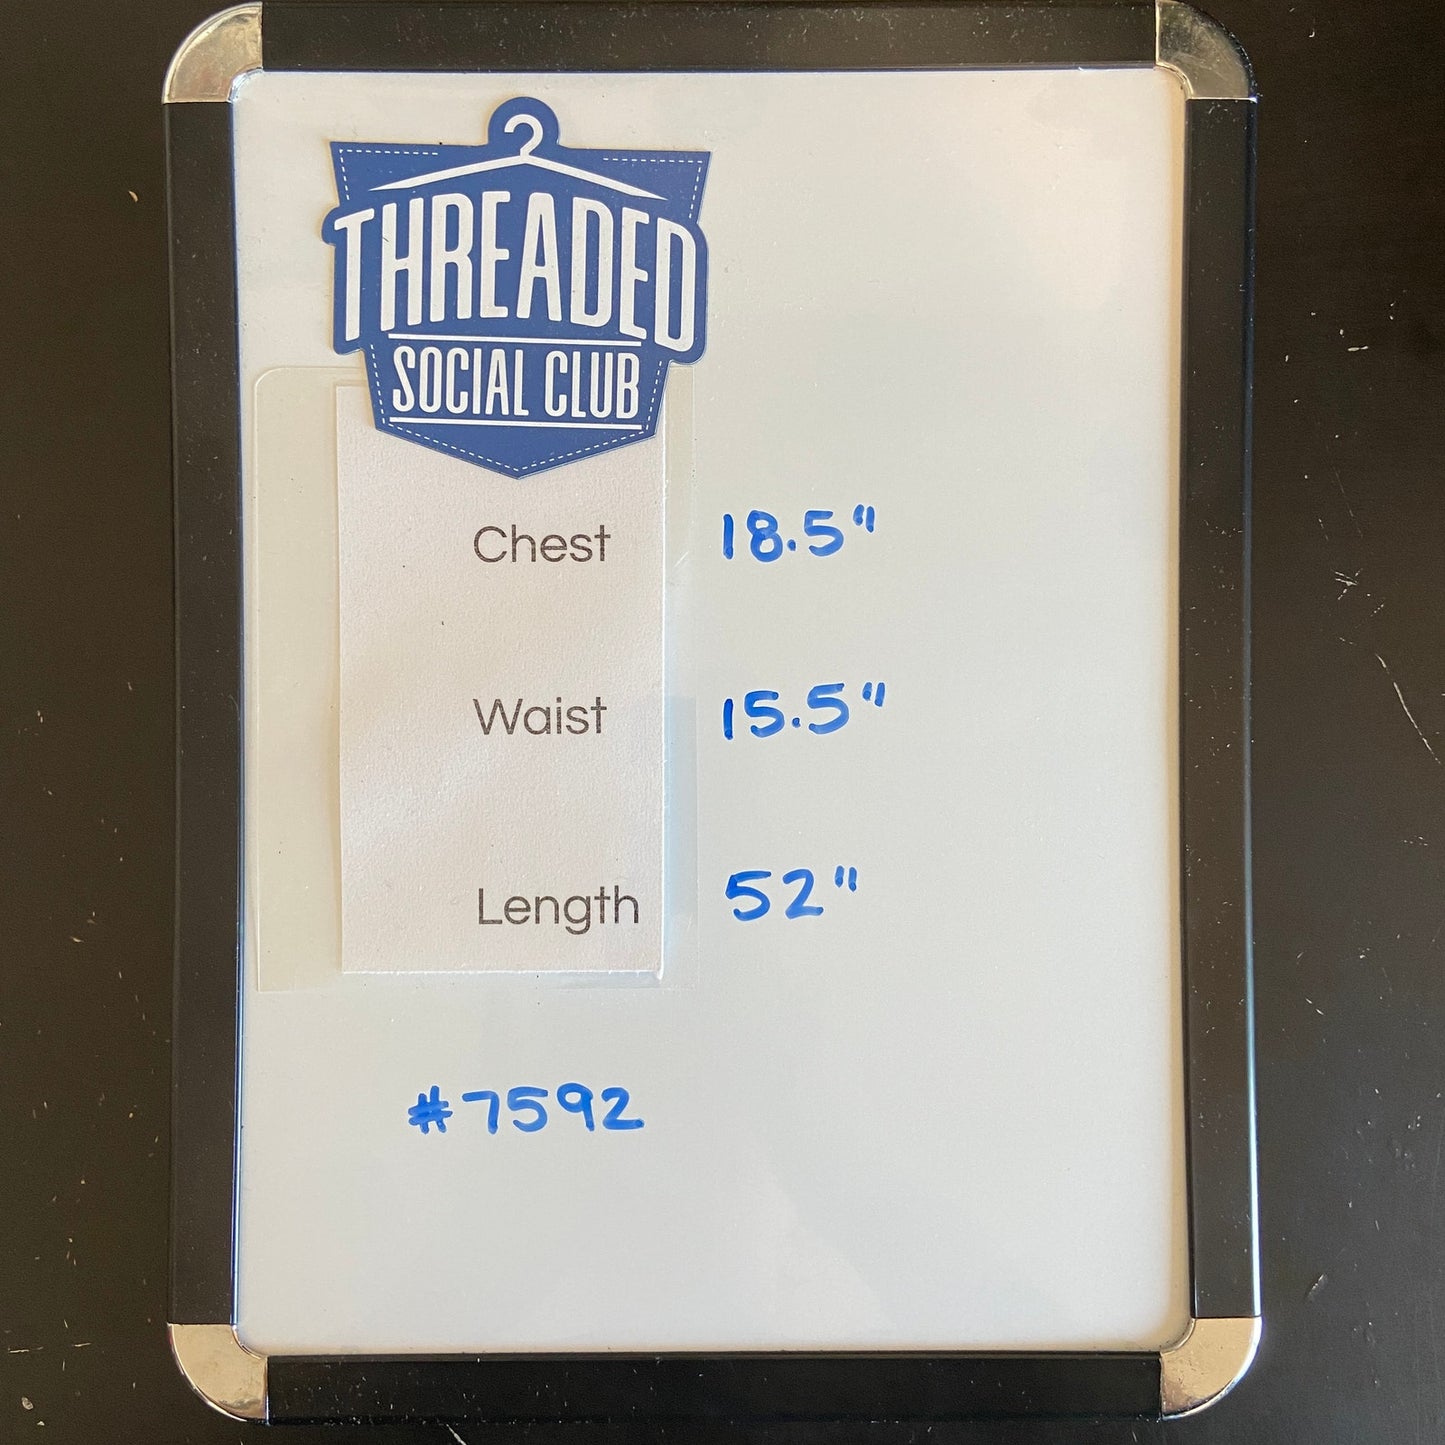 THREADED
SOCIAL CLUB
Chest 18.5"
Waist 15.5"
Length 52"
#7592